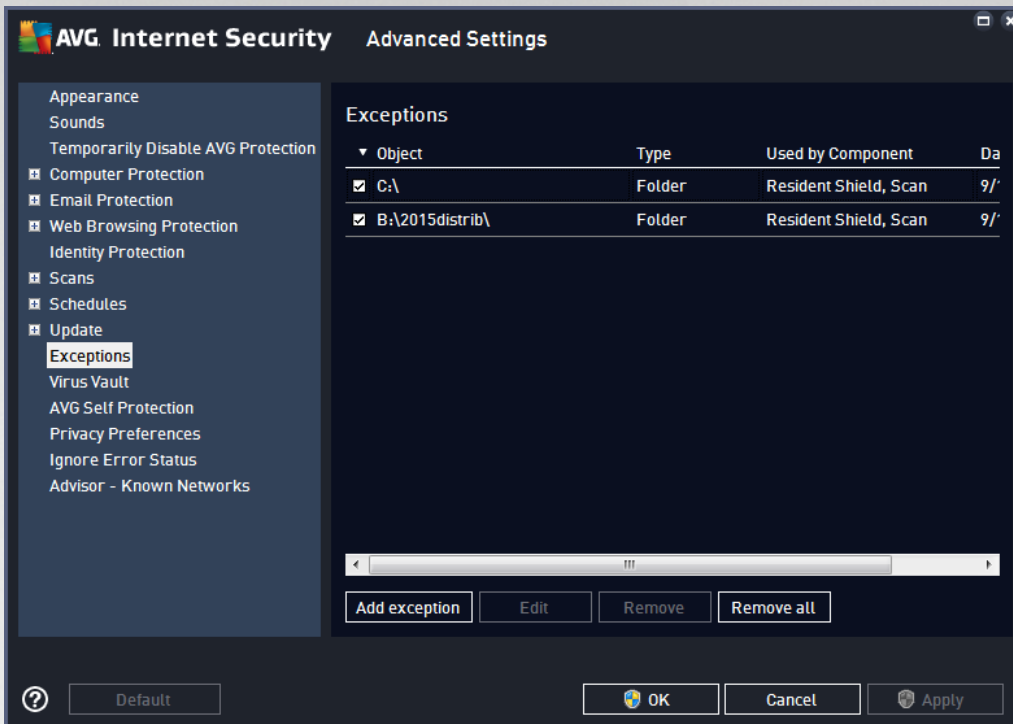 AVG Internet Security Advanced Settings
Appearance
Sounds
Temporarily Disable AVG Protection
Computer Protection
Email Protection
Web Browsing Protection
Identity Protection
Scans
Schedules
Update
Exceptions
Virus Vault
AVG Self Protection
Privacy Preferences
Ignore Error Status
Advisor - Known Networks
Exceptions
Object Type Used by Component Da
C:\ Folder Resident Shield, Scan 9/
B:\2015distrib\ Folder Resident Shield, Scan 9/
Add exception Edit Remove Remove all
? Default OK Cancel Apply